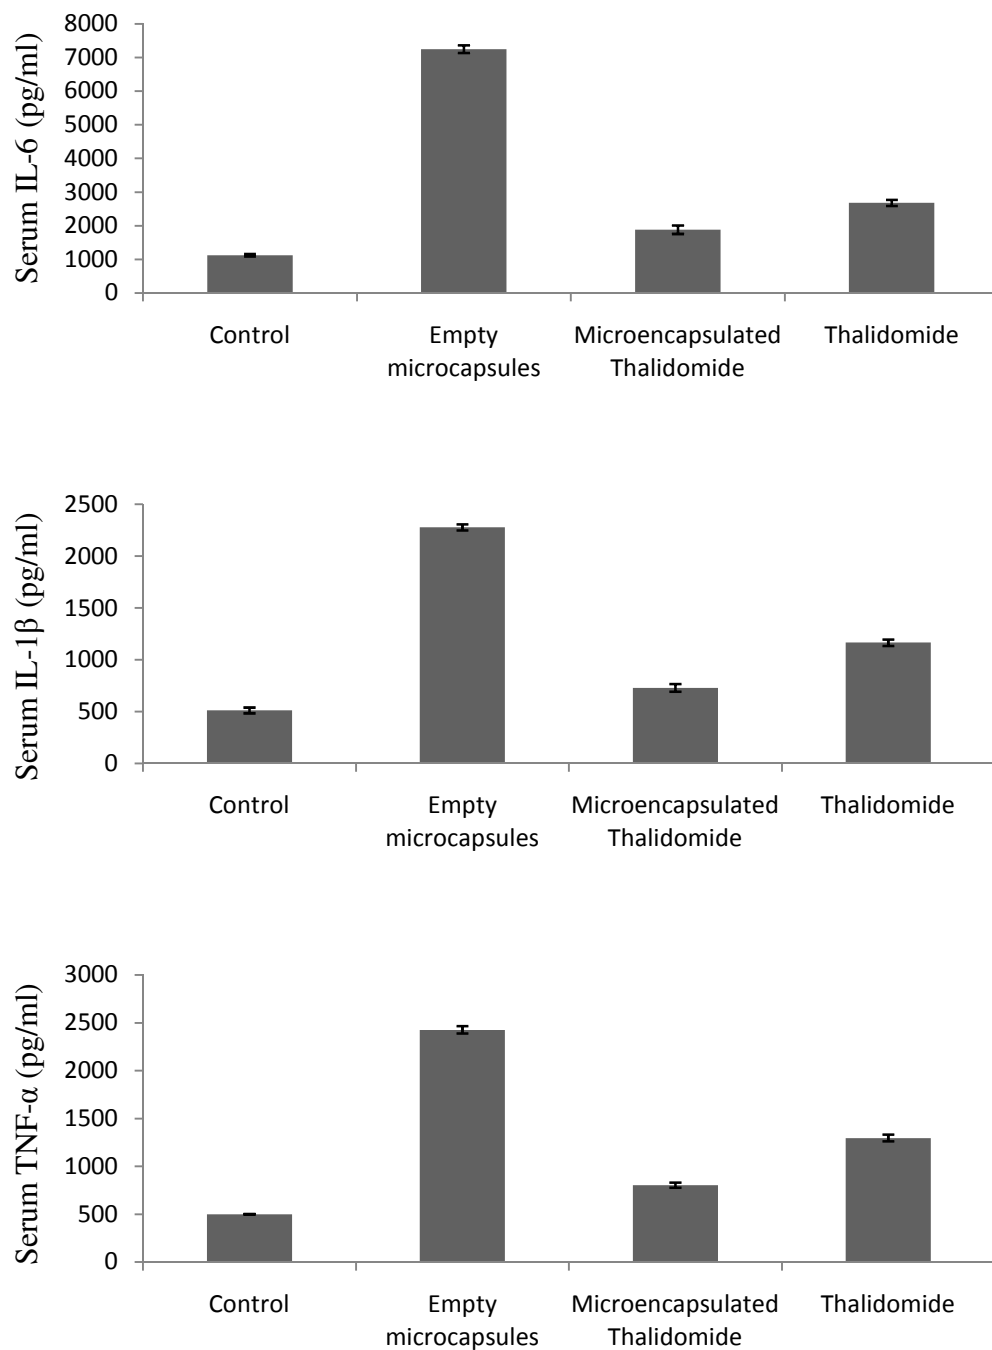 Serum IL-6 (pg/ml)
8000
7000
6000
5000
4000
3000
2000
1000
0
Control
Empty
microcapsules
Microencapsulated
Thalidomide
Thalidomide
Serum IL-1β (pg/ml)
2500
2000
1500
1000
500
0
Control
Empty
microcapsules
Microencapsulated
Thalidomide
Thalidomide
Serum TNF-α (pg/ml)
3000
2500
2000
1500
1000
500
0
Control
Empty
microcapsules
Microencapsulated
Thalidomide
Thalidomide